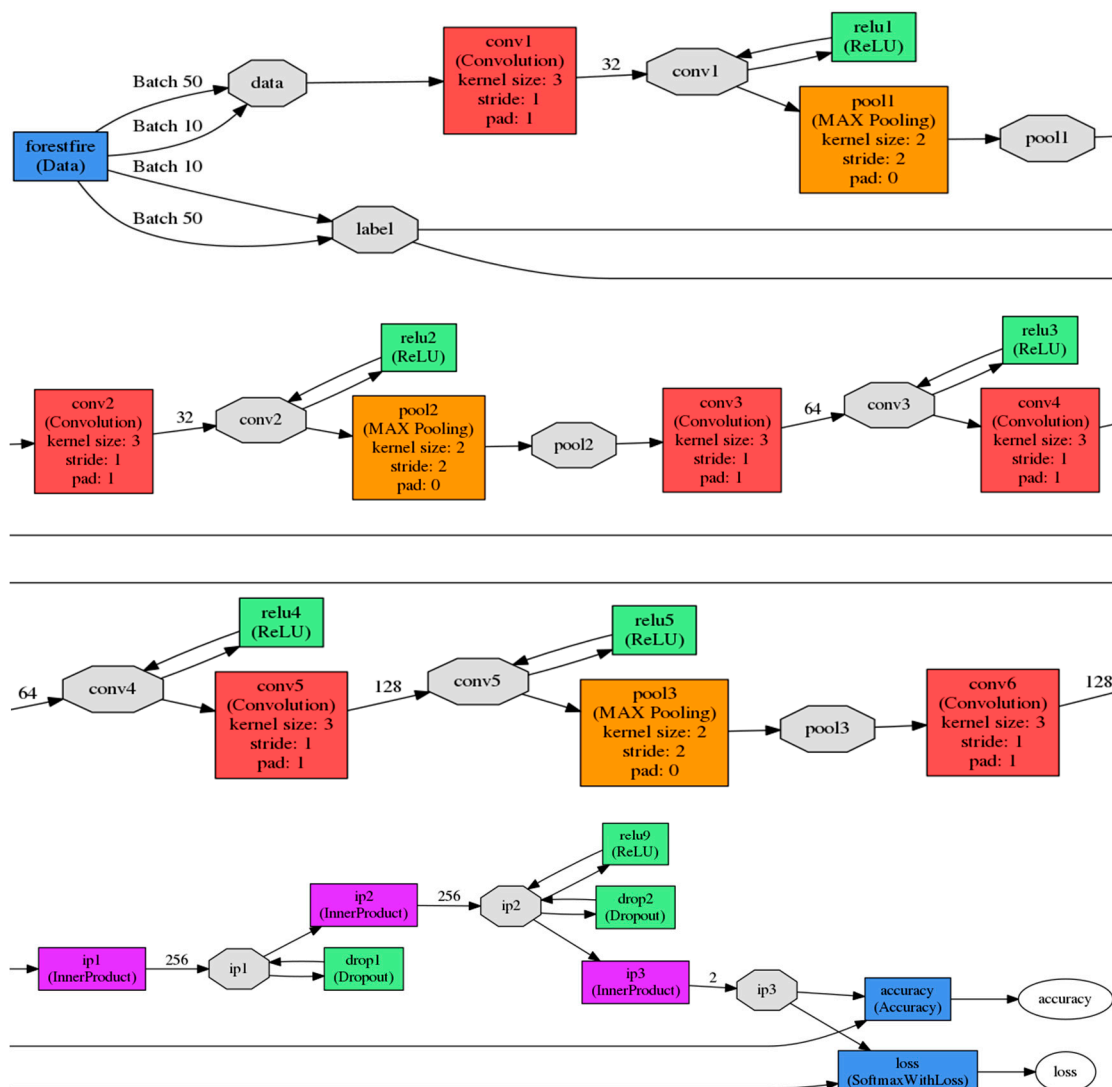 relu1
(ReLU)
conv1
(Convolution)
kernel size: 3
stride: 1
pad: 1
32
conv1
data
Batch 50
Batch 10
forestfire
(Data)
Batch 10
Batch 50
label
pool1
(MAX Pooling)
kernel size: 2
stride: 2
pad: 0
pool1
relu2
(ReLU)
relu3
(ReLU)
conv2
(Convolution)
kernel size: 3
stride: 1
pad: 1
32
conv2
pool2
(MAX Pooling)
kernel size: 2
stride: 2
pad: 0
pool2
conv3
(Convolution)
kernel size: 3
stride: 1
pad: 1
64
conv3
conv4
(Convolution)
kernel size: 3
stride: 1
pad: 1
relu4
(ReLU)
relu5
(ReLU)
64
conv4
conv5
(Convolution)
kernel size: 3
stride: 1
pad: 1
128
conv5
pool3
(MAX Pooling)
kernel size: 2
stride: 2
pad: 0
pool3
conv6
(Convolution)
kernel size: 3
stride: 1
pad: 1
128
relu9
(ReLU)
ip2
(InnerProduct)
256
ip2
drop2
(Dropout)
ip1
(InnerProduct)
256
ip1
drop1
(Dropout)
ip3
(InnerProduct)
2
ip3
accuracy
(Accuracy)
accuracy
loss
(SoftmaxWithLoss)
loss